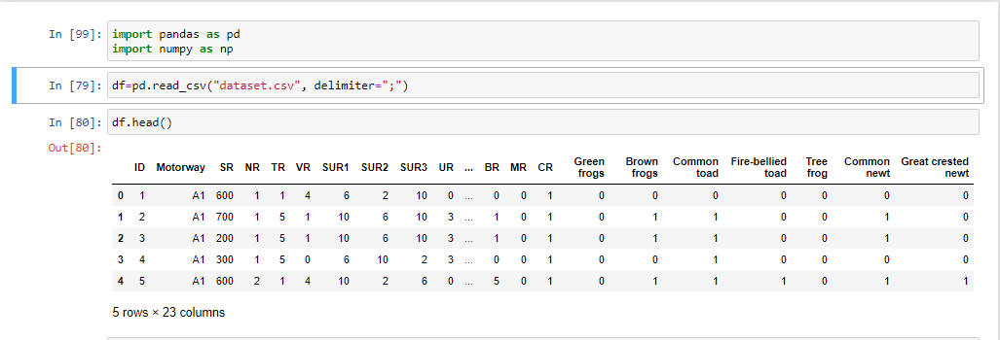 In [99]: import pandas as pd
import numpy as np
In [79]: df=pd.read_csv("dataset.csv", delimiter=";")
In [80]: df.head()
Out[80]:
ID Motorway SR NR TR VR SUR1 SUR2 SUR3 UR ... BR MR CR Green frogs Brown frogs Common toad Fire-bellied toad Tree frog Common newt Great crested newt
0 1 A1 600 1 1 4 6 2 10 0 ... 0 0 1 0 0 0 0 0 0 0
1 2 A1 700 1 5 1 10 6 10 3 ... 1 0 1 0 1 1 0 0 1 0
2 3 A1 200 1 5 1 10 6 10 3 ... 1 0 1 0 1 1 0 0 1 0
3 4 A1 300 1 5 0 6 10 2 3 ... 0 0 1 0 0 1 0 0 0 0
4 5 A1 600 2 1 4 10 2 6 0 ... 5 0 1 0 1 1 1 0 1 1
5 rows × 23 columns